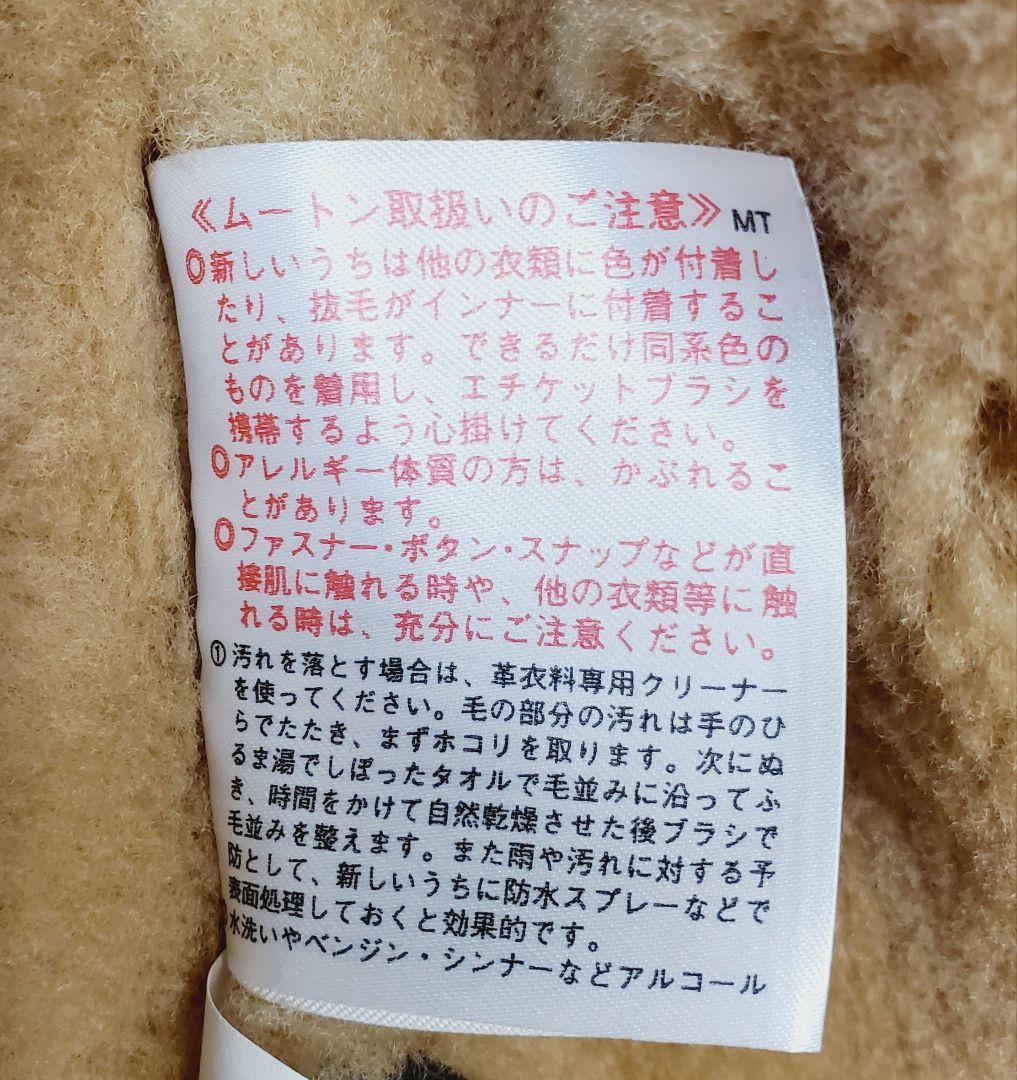 《ムートン取扱いのご注意》 MT
◎新しいうちは他の衣類に色が付着し
たり、抜毛がインナーに付着するこ
とがあります。できるだけ同系色の
ものを着用し、エチケットブラシを
携帯するよう心掛けてください。
◎アレルギー体質の方は、かぶれるこ
とがあります。
◎ファスナー・ボタン・スナップなどが直
接肌に触れる時や、他の衣類等に触
れる時は、充分にご注意ください。
①汚れを落とす場合は、革衣料専用クリーナー
を使ってください。毛の部分の汚れは手のひ
らでたたき、まずホコリを取ります。次にぬ
るま湯でしぼったタオルで毛並みに沿ってふ
き、時間をかけて自然乾燥させた後ブラシで
毛並みを整えます。また雨や汚れに対する予
防として、新しいうちに防水スプレーなどで
表面処理しておくと効果的です。
水洗いやベンジン・シンナーなどアルコール